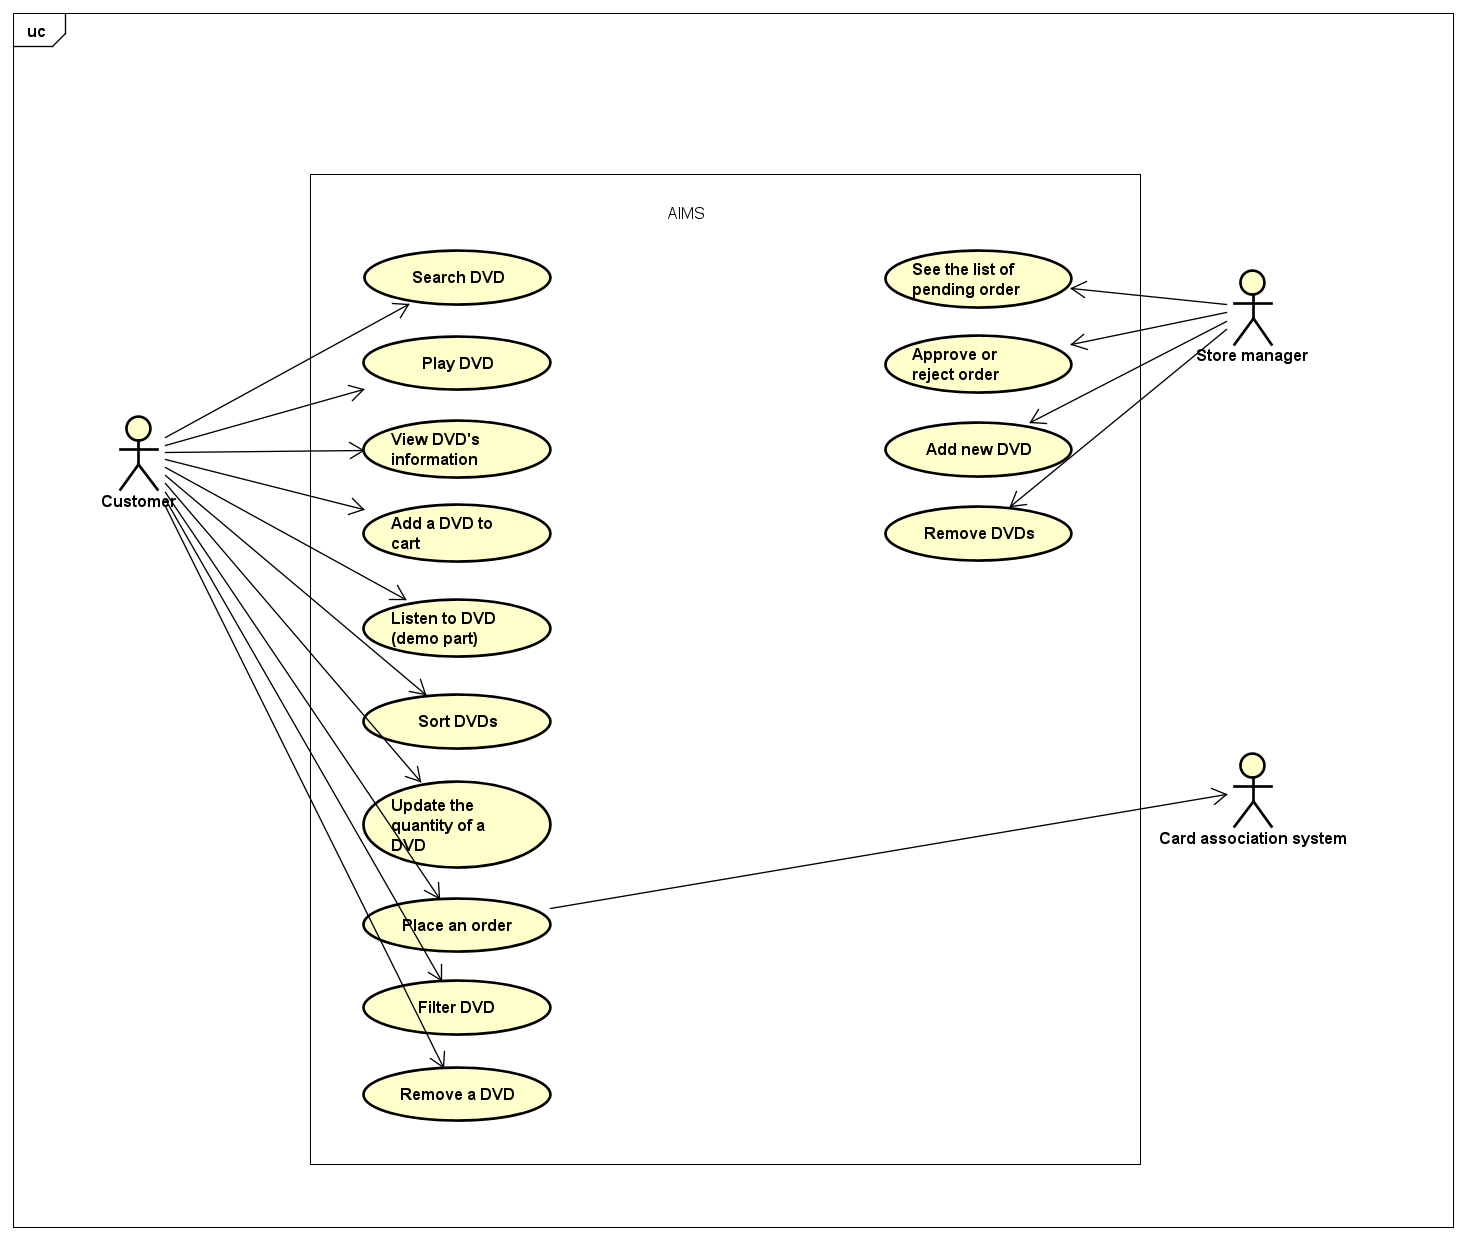 uc
AIMS
Search DVD
Play DVD
View DVD's
information
Add a DVD to
cart
Listen to DVD
(demo part)
Sort DVDs
Update the
quantity of a
DVD
Place an order
Filter DVD
Remove a DVD
See the list of
pending order
Approve or
reject order
Add new DVD
Remove DVDs
Customer
Store manager
Card association system